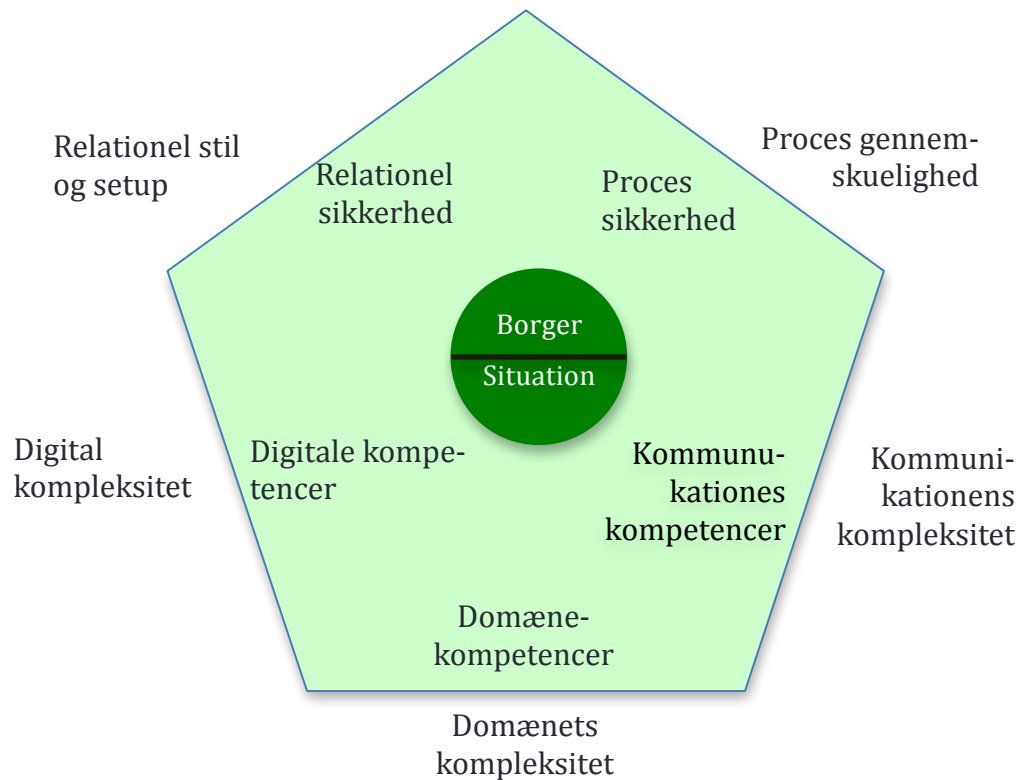 Relationel stil
og setup
Proces gennem-
skuelighed
Relationel
sikkerhed
Proces
sikkerhed
Borger
Situation
Digital
kompleksitet
Digitale kompe-
tencer
Kommunu-
kationes
kompetencer
Kommuni-
kationens
kompleksitet
Domæne-
kompetencer
Domænets
kompleksitet